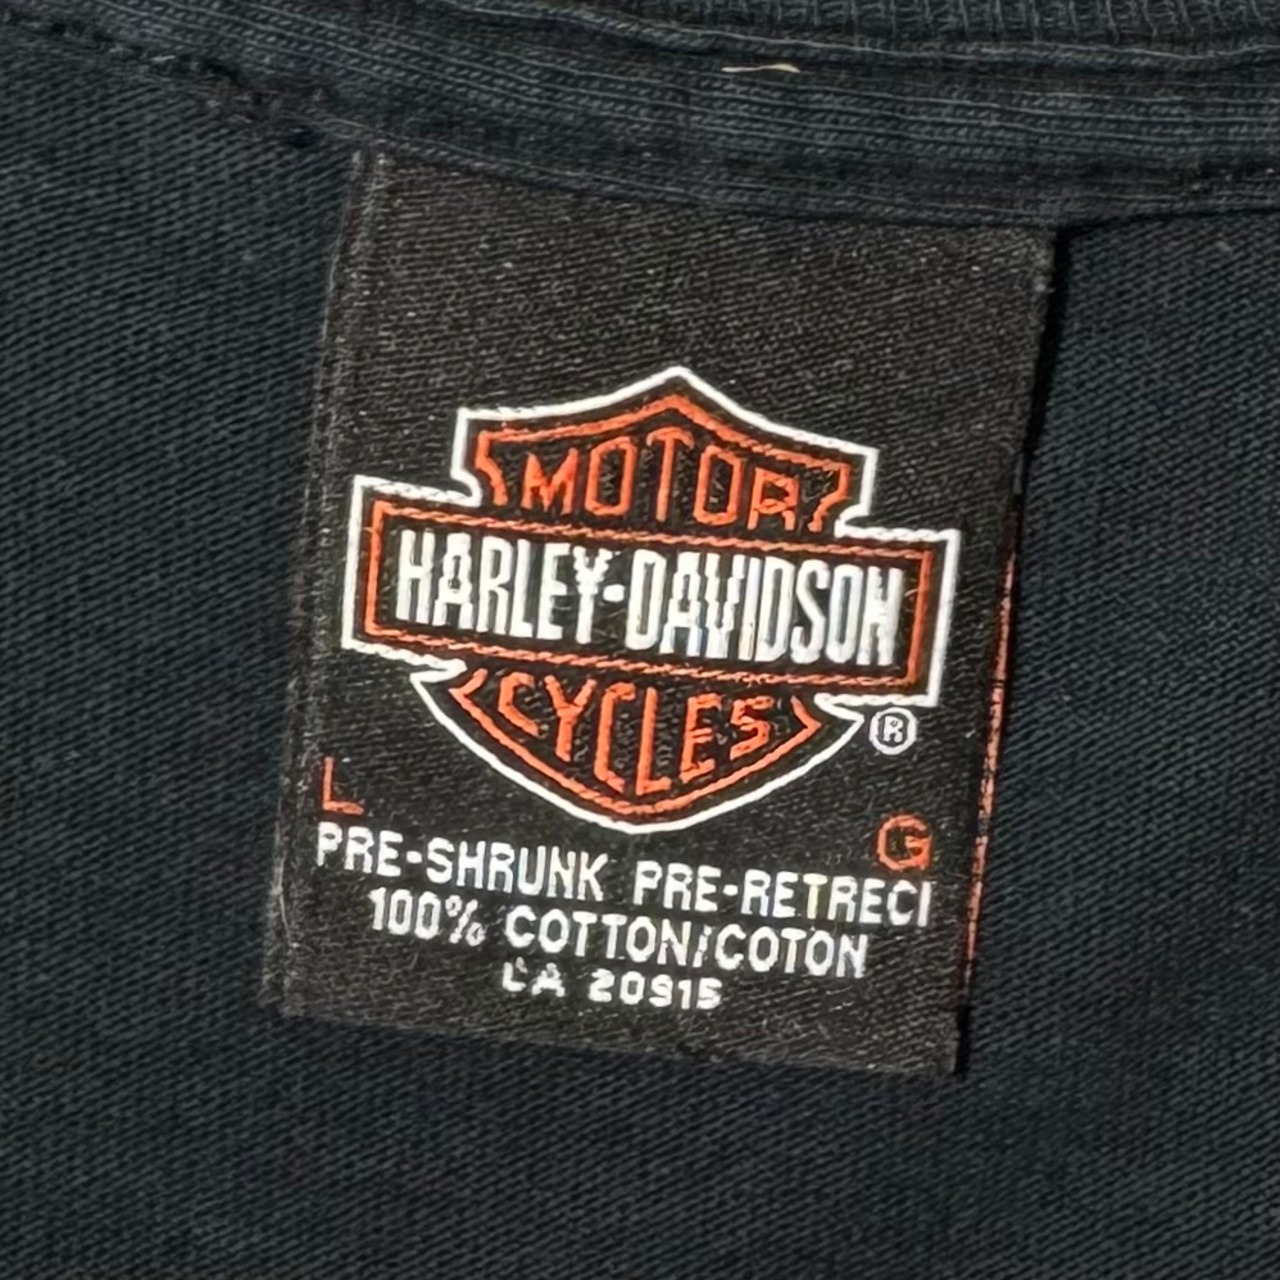 MOTOR
HARLEY-DAVIDSON
CYCLES
®
L G
PRE-SHRUNK PRE-RETRECI
100% COTTON/COTON
CA 20915